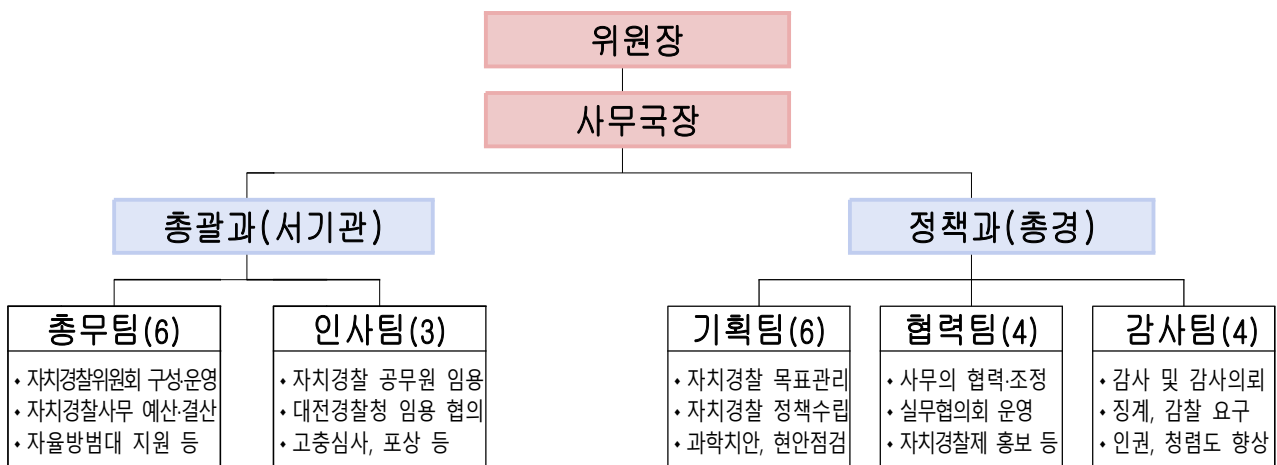 위원장
사무국장
총괄과(서기관)
정책과(총경)
총무팀(6)
• 자치경찰위원회 구성·운영
• 자치경찰사무 예산·결산
• 자율방범대 지원 등
인사팀(3)
• 자치경찰 공무원 임용
• 대전경찰청 임용 협의
• 고충심사, 포상 등
기획팀(6)
• 자치경찰 목표관리
• 자치경찰 정책수립
• 과학치안, 현안점검
협력팀(4)
• 사무의 협력·조정
• 실무협의회 운영
• 자치경찰제 홍보 등
감사팀(4)
• 감사 및 감사의뢰
• 징계, 감찰 요구
• 인권, 청렴도 향상